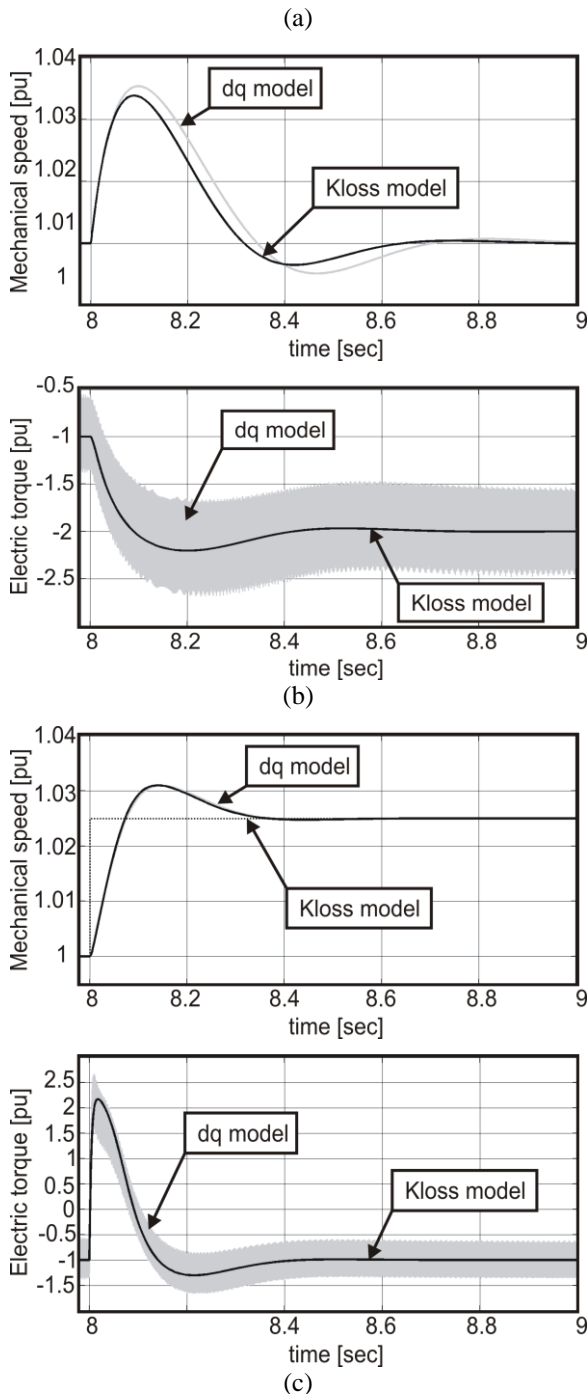 (a)
Mechanical speed [pu]
1.04
1.03
1.02
1.01
1
dq model
Kloss model
8 8.2 8.4 8.6 8.8 9
time [sec]
Electric torque [pu]
-0.5
-1
-1.5
-2
-2.5
dq model
Kloss model
8 8.2 8.4 8.6 8.8 9
time [sec]
(b)
Mechanical speed [pu]
1.04
1.03
1.02
1.01
1
dq model
Kloss model
8 8.2 8.4 8.6 8.8 9
time [sec]
Electric torque [pu]
2.5
2
1.5
1
0.5
0
-0.5
-1
-1.5
dq model
Kloss model
8 8.2 8.4 8.6 8.8 9
time [sec]
(c)